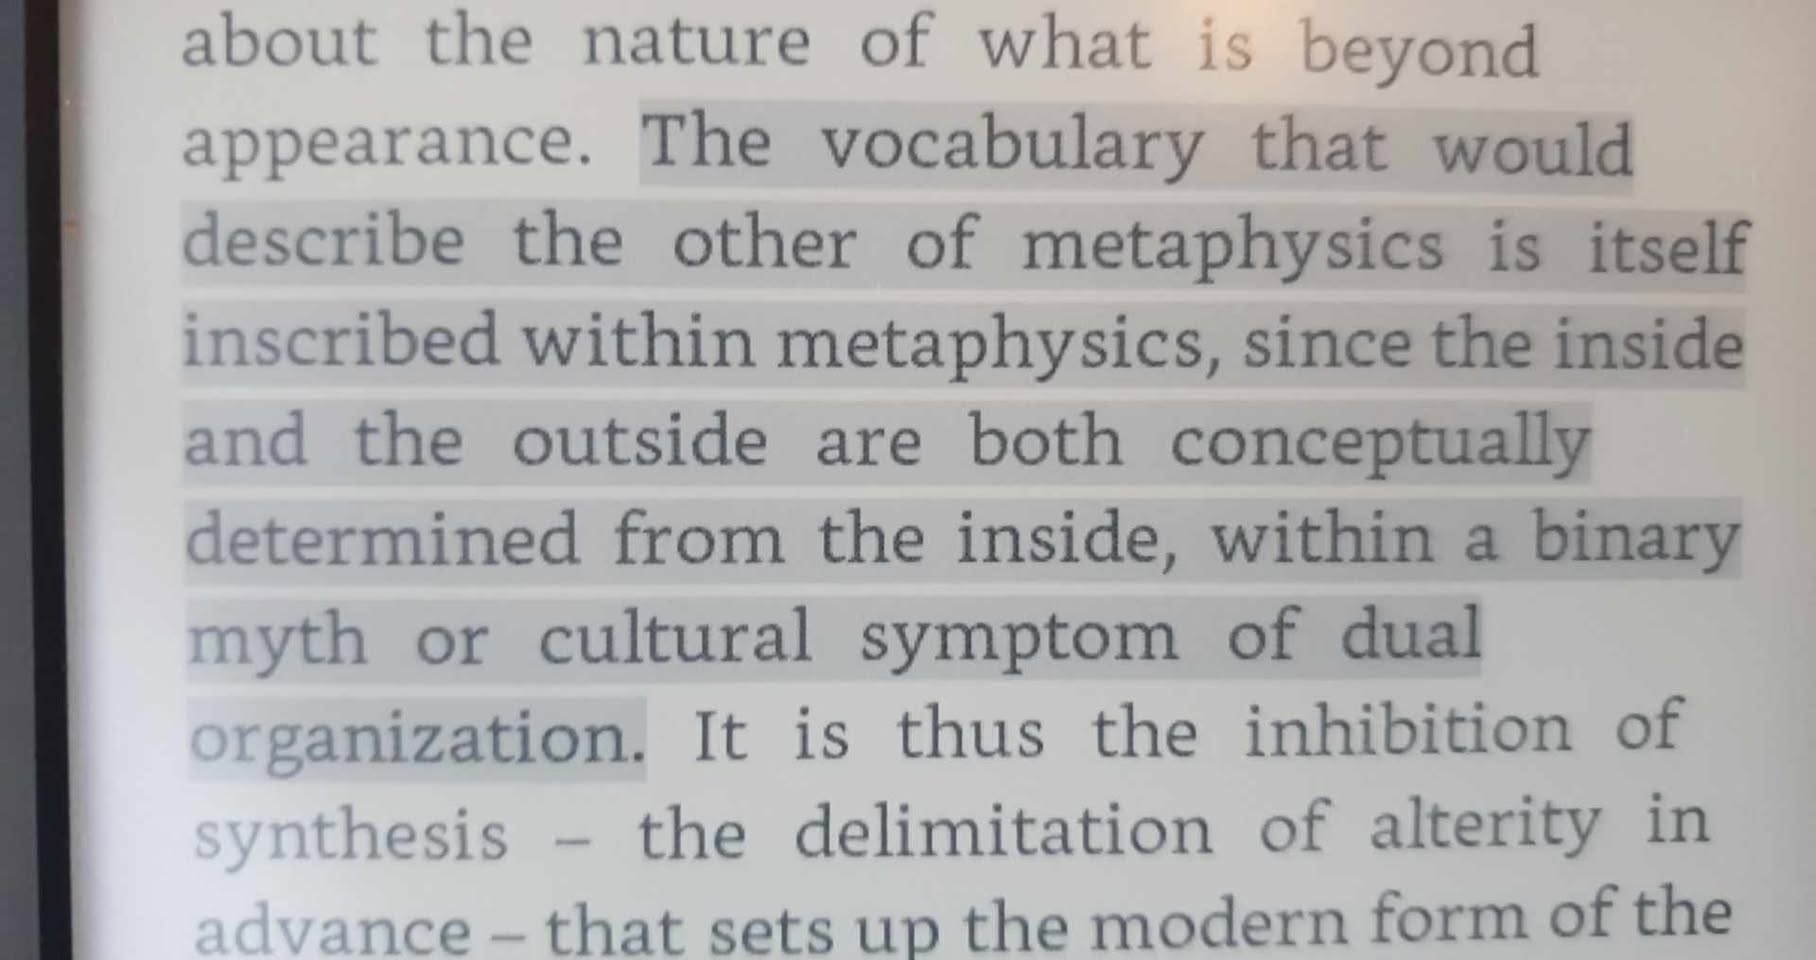 about the nature of what is beyond
appearance. The vocabulary that would
describe the other of metaphysics is itself
inscribed within metaphysics, since the inside
and the outside are both conceptually
determined from the inside, within a binary
myth or cultural symptom of dual
organization. It is thus the inhibition of
synthesis – the delimitation of alterity in
advance – that sets up the modern form of the